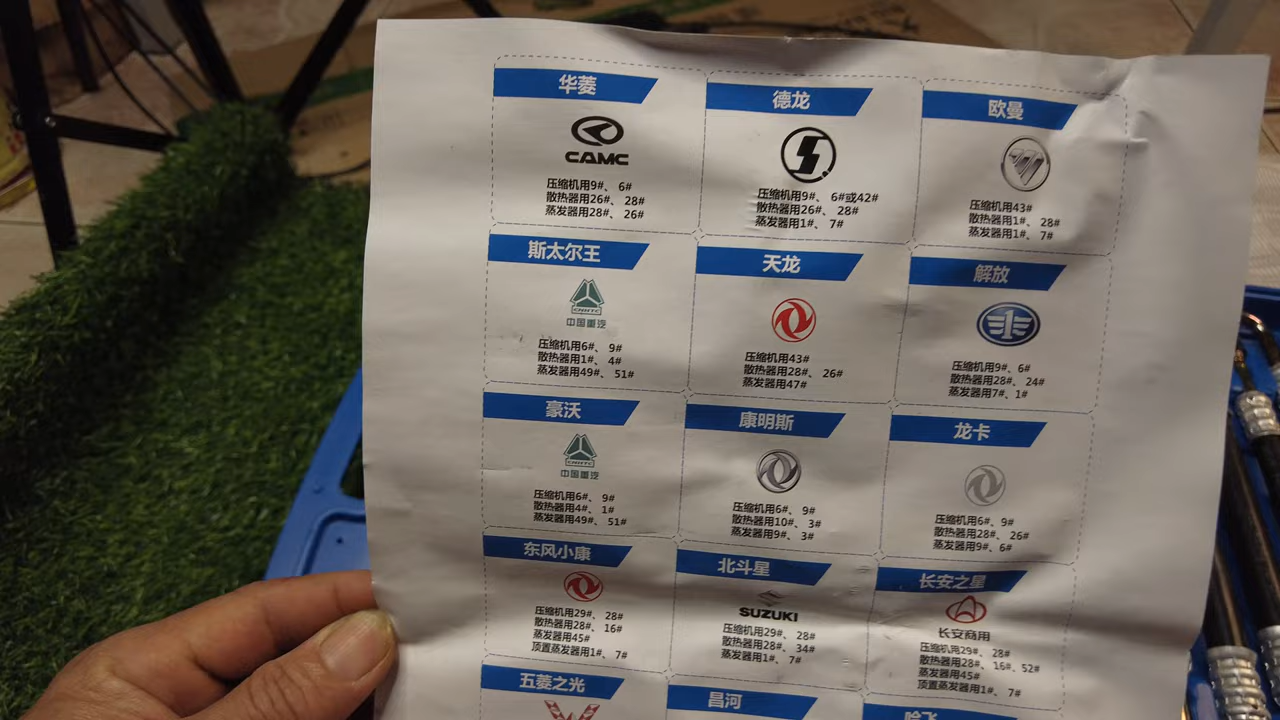 华菱
CAMC
压缩机用9#、 6#
散热器用26#、 28#
蒸发器用28#、 26#
德龙
压缩机用9#、 6#或42#
散热器用26#、 28#
蒸发器用1#、 7#
欧曼
压缩机用43#
散热器用1#、 28#
蒸发器用1#、 7#
斯太尔王
CNHTC
中国重汽
压缩机用6#、 9#
散热器用1#、 4#
蒸发器用49#、 51#
天龙
压缩机用43#
散热器用28#、 26#
蒸发器用47#
解放
压缩机用9#、 6#
散热器用28#、 24#
蒸发器用7#、 1#
豪沃
CNHTC
中国重汽
压缩机用6#、 9#
散热器用4#、 1#
蒸发器用49#、 51#
康明斯
压缩机用6#、 9#
散热器用10#、 3#
蒸发器用9#、 3#
龙卡
压缩机用6#、 9#
散热器用28#、 26#
蒸发器用9#、 6#
东风小康
压缩机用29#、 28#
散热器用28#、 16#
蒸发器用45#
顶置蒸发器用1#、 7#
北斗星
SUZUKI
压缩机用29#、 28#
散热器用28#、 34#
蒸发器用1#、 7#
长安之星
长安商用
压缩机用29#、 28#
散热器用28#、 16#、 52#
蒸发器用45#
顶置蒸发器用1#、 7#
五菱之光
昌河
哈飞